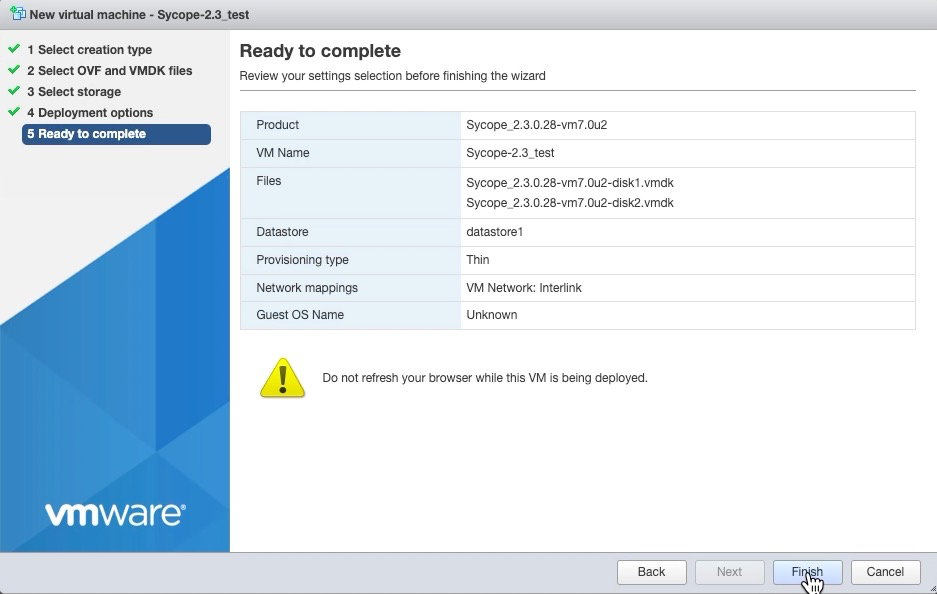 New virtual machine - Sycope-2.3_test
1 Select creation type
2 Select OVF and VMDK files
3 Select storage
4 Deployment options
5 Ready to complete
Ready to complete
Review your settings selection before finishing the wizard
Product Sycope_2.3.0.28-vm7.0u2
VM Name Sycope-2.3_test
Files Sycope_2.3.0.28-vm7.0u2-disk1.vmdk
Sycope_2.3.0.28-vm7.0u2-disk2.vmdk
Datastore datastore1
Provisioning type Thin
Network mappings VM Network: Interlink
Guest OS Name Unknown
Do not refresh your browser while this VM is being deployed.
vmware®
Back Next Finish Cancel